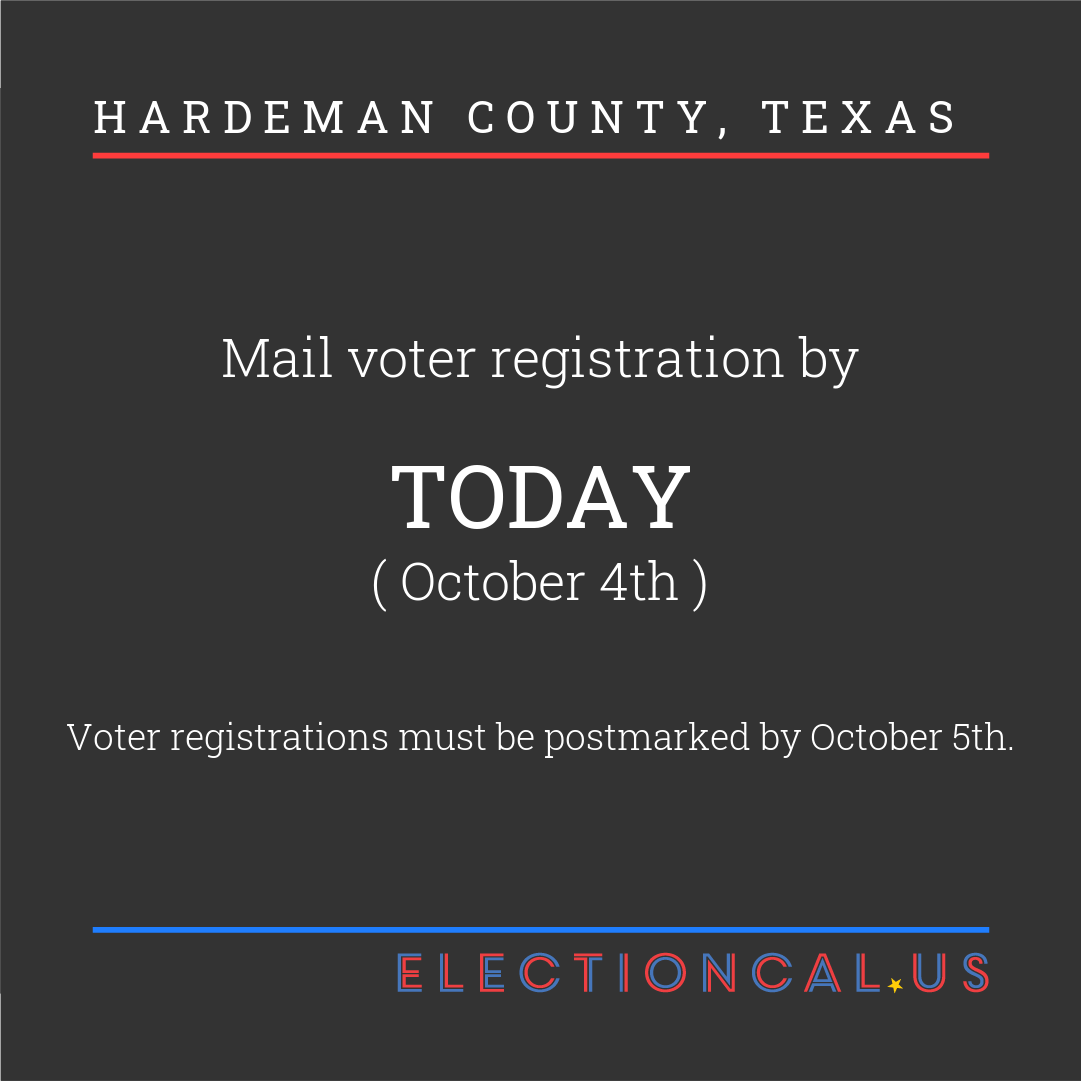 HARDEMAN COUNTY, TEXAS
Mail voter registration by
TODAY
( October 4th )
Voter registrations must be postmarked by October 5th.
ELECTIONCAL.US